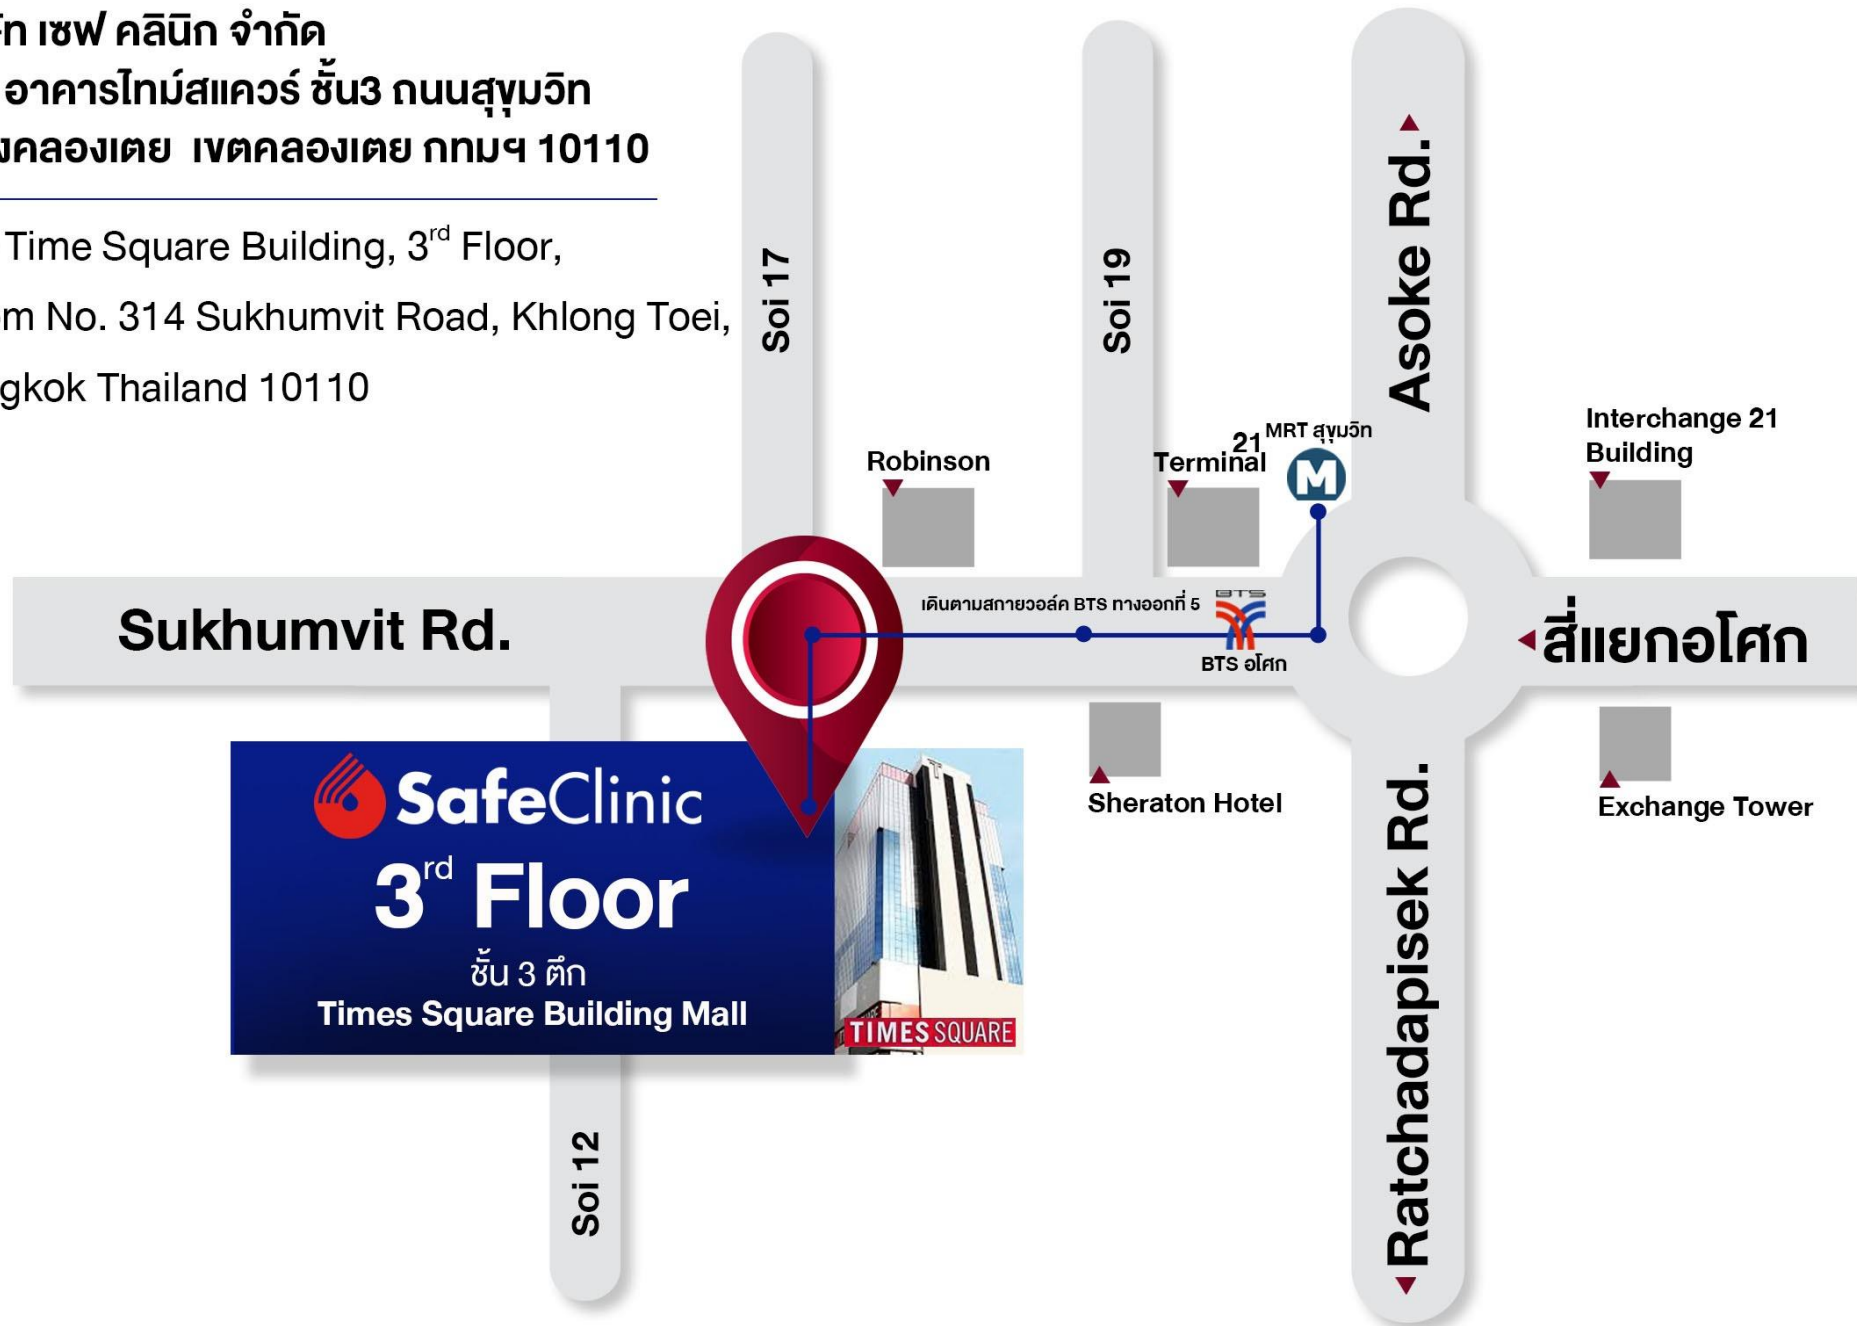 เซฟ คลินิก จำกัด
อาคารไทม์สแควร์ ชั้น3 ถนนสุขุมวิท
คลองเตย เขตคลองเตย กทมฯ 10110
Time Square Building, 3rd Floor,
No. 314 Sukhumvit Road, Khlong Toei,
Thailand 10110
Soi 17
Soi 19
Asoke Rd.
Robinson
Terminal 21
MRT สุขุมวิท
M
Interchange 21
Building
Sukhumvit Rd.
เดินตามสกายวอล์ค BTS ทางออกที่ 5
BTS
BTS อโศก
สี่แยกอโศก
Sheraton Hotel
Exchange Tower
SafeClinic
3rd Floor
ชั้น 3 ตึก
Times Square Building Mall
TIMES SQUARE
Soi 12
Ratchadapisek Rd.